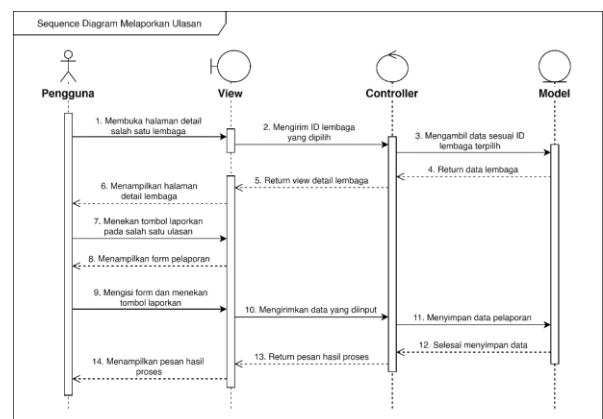 Sequence Diagram Melaporkan Ulasan
Pengguna
View
Controller
Model
1. Membuka halaman detail
salah satu lembaga
2. Mengirim ID lembaga
yang dipilih
3. Mengambil data sesuai ID
lembaga terpilih
4. Return data lembaga
5. Return view detail lembaga
6. Menampilkan halaman
detail lembaga
7. Menekan tombol laporkan
pada salah satu ulasan
8. Menampilkan form pelaporan
9. Mengisi form dan menekan
tombol laporkan
10. Mengirimkan data yang diinput
11. Menyimpan data pelaporan
12. Selesai menyimpan data
13. Return pesan hasil proses
14. Menampilkan pesan hasil
proses